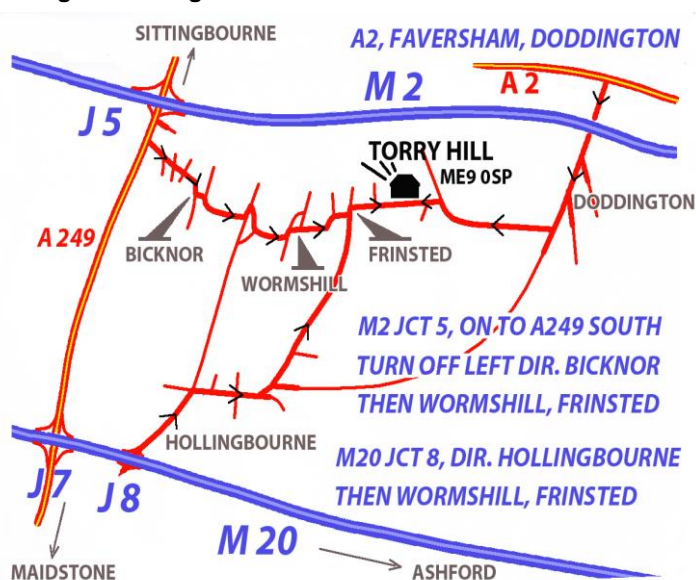 SITTINGBOURNE
A2, FAVERSHAM, DODDINGTON
M 2
A 2
J 5
TORRY HILL
ME9 0SP
DODDINGTON
A 249
BICKNOR
FRINSTED
WORMSHILL
M2 JCT 5, ON TO A249 SOUTH
TURN OFF LEFT DIR. BICKNOR
THEN WORMSHILL, FRINSTED
HOLLINGBOURNE
M20 JCT 8, DIR. HOLLINGBOURNE
THEN WORMSHILL, FRINSTED
J 7
J 8
M 20
MAIDSTONE
ASHFORD